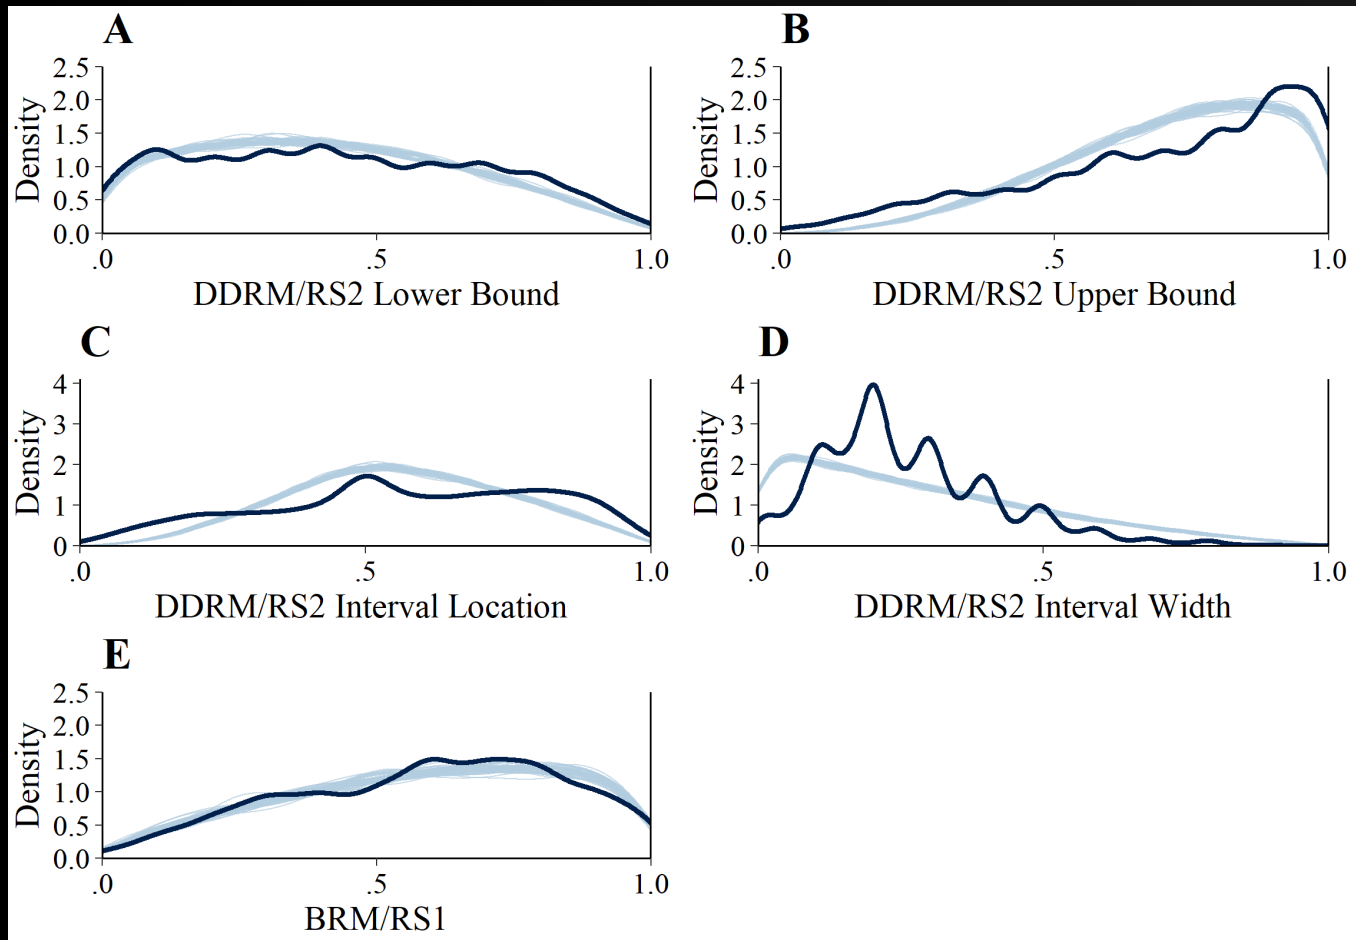 A
2.5
2.0
1.5
1.0
0.5
0.0
Density
.0 .5 1.0
DDRM/RS2 Lower Bound
B
2.5
2.0
1.5
1.0
0.5
0.0
Density
.0 .5 1.0
DDRM/RS2 Upper Bound
C
4
3
2
1
0
Density
.0 .5 1.0
DDRM/RS2 Interval Location
D
4
3
2
1
0
Density
.0 .5 1.0
DDRM/RS2 Interval Width
E
2.5
2.0
1.5
1.0
0.5
0.0
Density
.0 .5 1.0
BRM/RS1